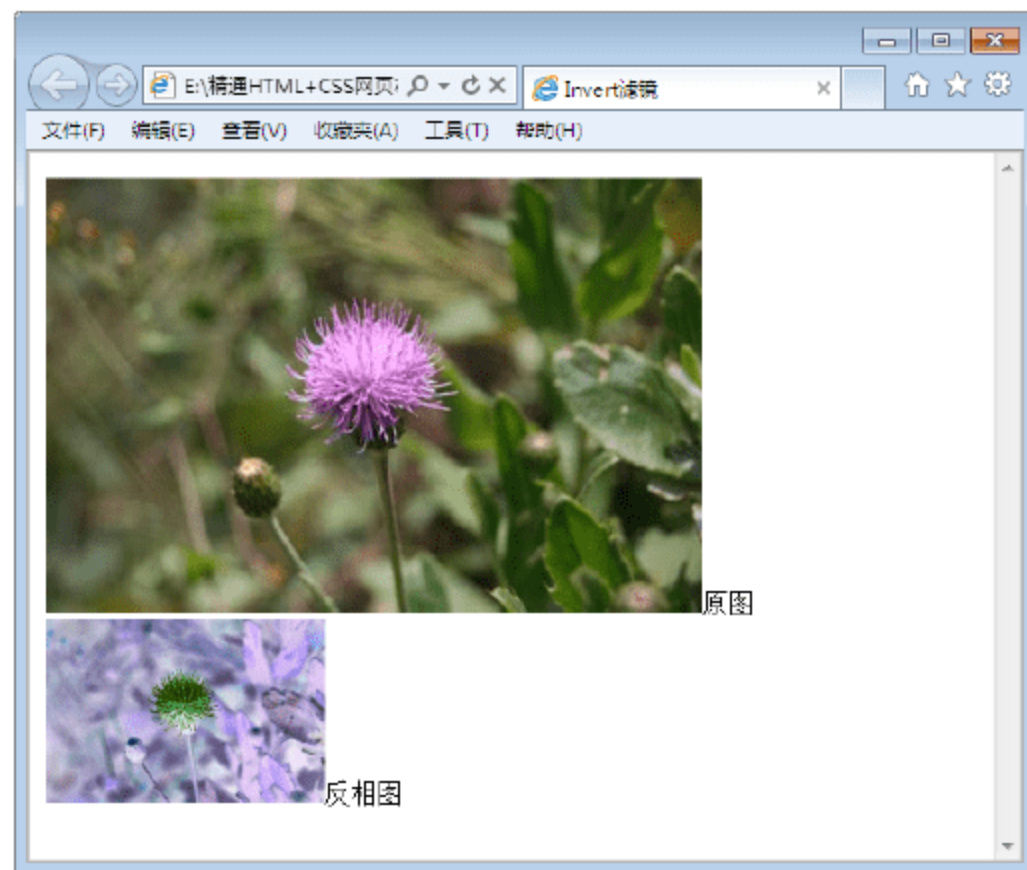 E:\精通HTML+CSS网页
Invert滤镜
文件(F) 编辑(E) 查看(V) 收藏夹(A) 工具(T) 帮助(H)
原图
反相图